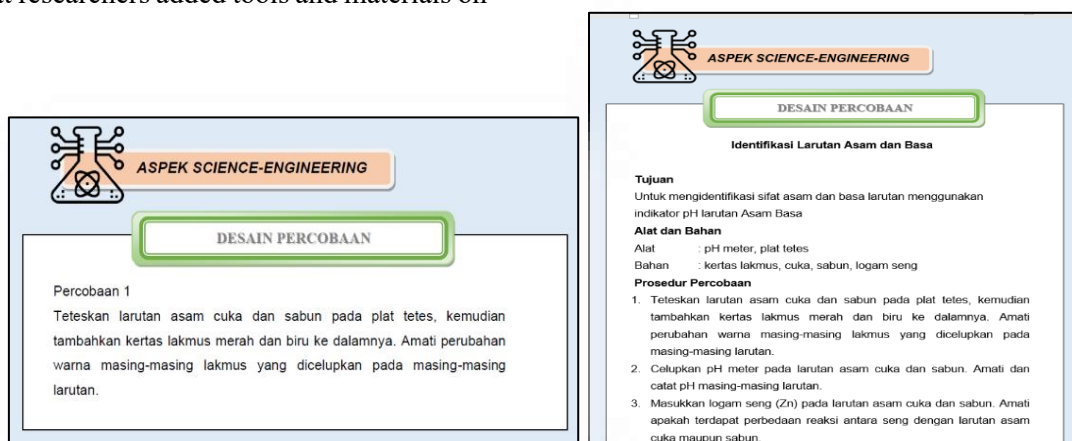 researchers added tools and materials on
ASPEK SCIENCE-ENGINEERING
DESAIN PERCOBAAN
Percobaan 1
Teteskan larutan asam cuka dan sabun pada plat tetes, kemudian
tambahkan kertas lakmus merah dan biru ke dalamnya. Amati perubahan
warna masing-masing lakmus yang dicelupkan pada masing-masing
larutan.
ASPEK SCIENCE-ENGINEERING
DESAIN PERCOBAAN
Identifikasi Larutan Asam dan Basa
Tujuan
Untuk mengidentifikasi sifat asam dan basa larutan menggunakan
indikator pH larutan Asam Basa
Alat dan Bahan
Alat : pH meter, plat tetes
Bahan : kertas lakmus, cuka, sabun, logam seng
Prosedur Percobaan
1. Teteskan larutan asam cuka dan sabun pada plat tetes, kemudian
tambahkan kertas lakmus merah dan biru ke dalamnya. Amati
perubahan warna masing-masing lakmus yang dicelupkan pada
masing-masing larutan.
2. Celupkan pH meter pada larutan asam cuka dan sabun. Amati dan
catat pH masing-masing larutan.
3. Masukkan logam seng (Zn) pada larutan asam cuka dan sabun. Amati
apakah terdapat perbedaan reaksi antara seng dengan larutan asam
cuka maupun sabun.